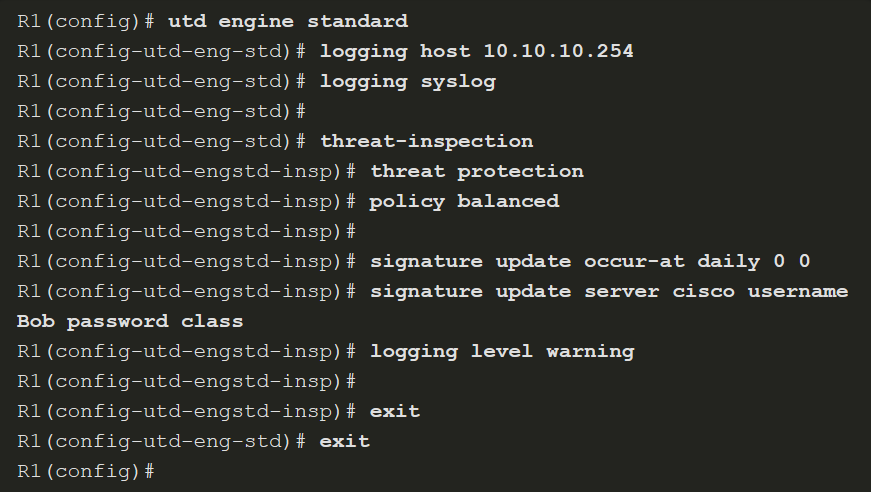 R1(config)# utd engine standard
R1(config-utd-eng-std)# logging host 10.10.10.254
R1(config-utd-eng-std)# logging syslog
R1(config-utd-eng-std)#
R1(config-utd-eng-std)# threat-inspection
R1(config-utd-engstd-insp)# threat protection
R1(config-utd-engstd-insp)# policy balanced
R1(config-utd-engstd-insp)#
R1(config-utd-engstd-insp)# signature update occur-at daily 0 0
R1(config-utd-engstd-insp)# signature update server cisco username
Bob password class
R1(config-utd-engstd-insp)# logging level warning
R1(config-utd-engstd-insp)#
R1(config-utd-engstd-insp)# exit
R1(config-utd-eng-std)# exit
R1(config)#